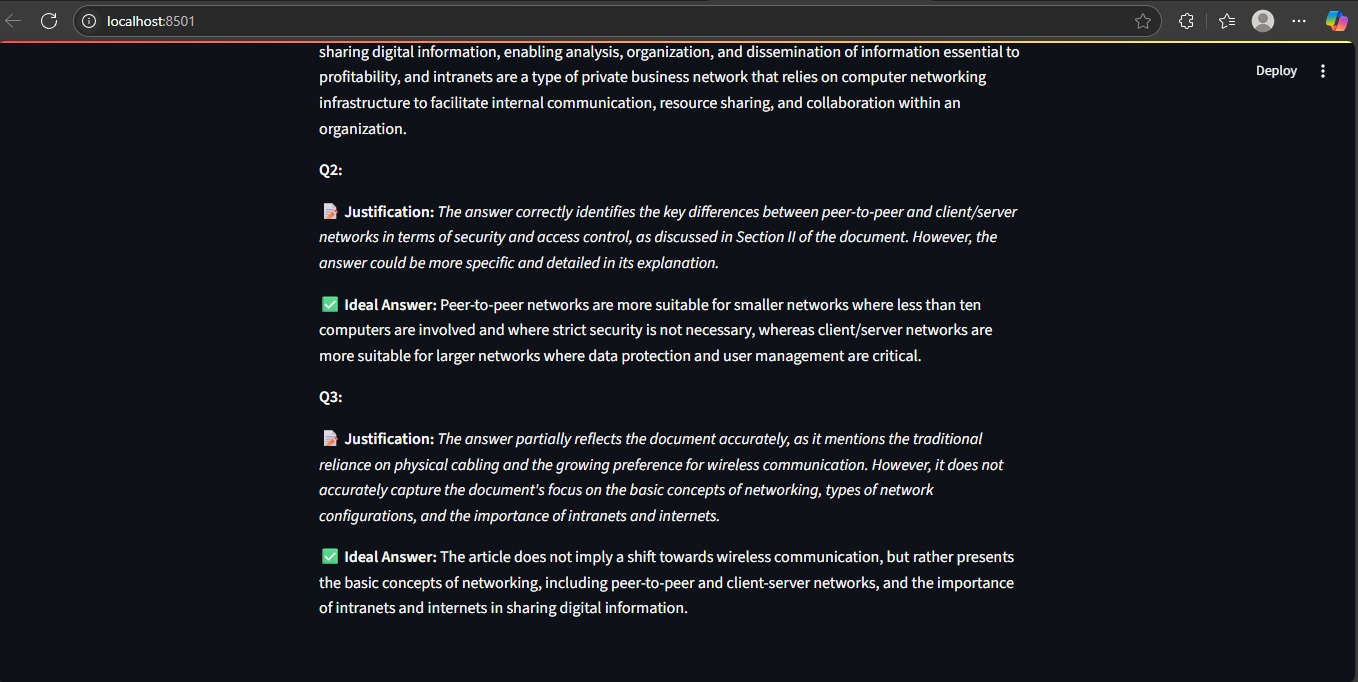 localhost:8501
sharing digital information, enabling analysis, organization, and dissemination of information essential to
Deploy
profitability, and intranets are a type of private business network that relies on computer networking
infrastructure to facilitate internal communication, resource sharing, and collaboration within an
organization.
Q2:
📝 Justification: The answer correctly identifies the key differences between peer-to-peer and client/server
networks in terms of security and access control, as discussed in Section II of the document. However, the
answer could be more specific and detailed in its explanation.
✅ Ideal Answer: Peer-to-peer networks are more suitable for smaller networks where less than ten
computers are involved and where strict security is not necessary, whereas client/server networks are
more suitable for larger networks where data protection and user management are critical.
Q3:
📝 Justification: The answer partially reflects the document accurately, as it mentions the traditional
reliance on physical cabling and the growing preference for wireless communication. However, it does not
accurately capture the document's focus on the basic concepts of networking, types of network
configurations, and the importance of intranets and internets.
✅ Ideal Answer: The article does not imply a shift towards wireless communication, but rather presents
the basic concepts of networking, including peer-to-peer and client-server networks, and the importance
of intranets and internets in sharing digital information.